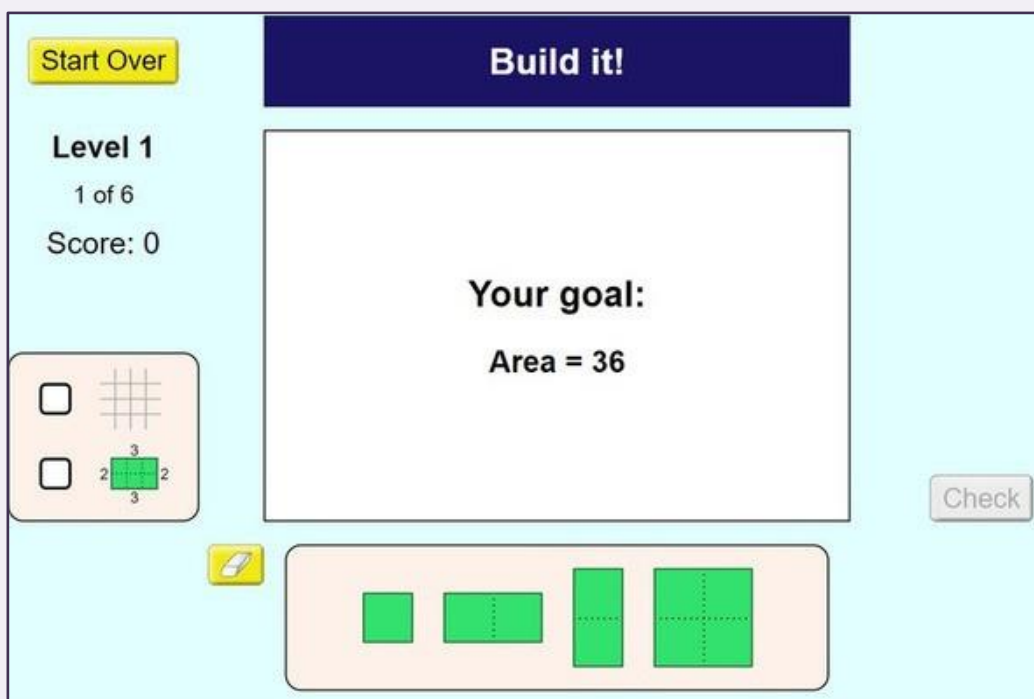 Start Over
Build it!
Level 1
1 of 6
Score: 0
Your goal:
Area = 36
3
2 2
3
Check